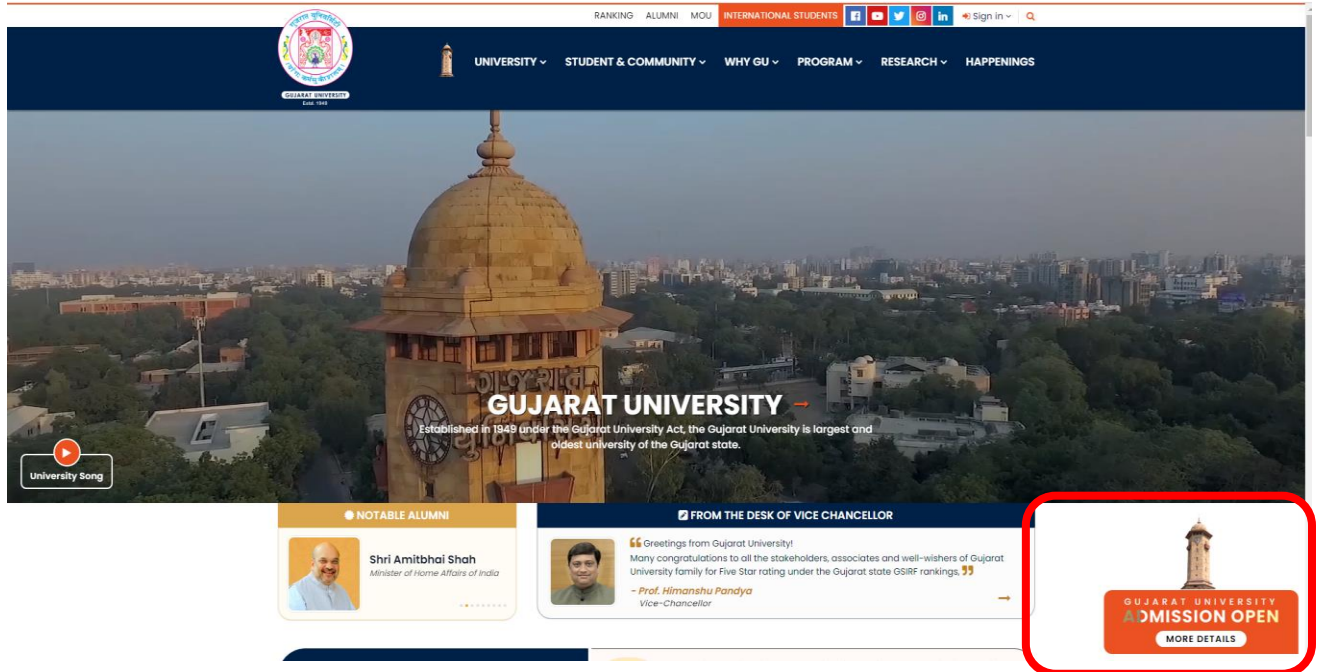 RANKING ALUMNI MOU INTERNATIONAL STUDENTS in Sign in
GUJARAT UNIVERSITY
Estd. 1949
UNIVERSITY STUDENT & COMMUNITY WHY GU PROGRAM RESEARCH HAPPENINGS
ગુજરાત
GUJARAT UNIVERSITY →
Established in 1949 under the Gujarat University Act, the Gujarat University is largest and
oldest university of the Gujarat state.
University Song
NOTABLE ALUMNI
Shri Amitbhai Shah
Minister of Home Affairs of India
FROM THE DESK OF VICE CHANCELLOR
“ Greetings from Gujarat University!
Many congratulations to all the stakeholders, associates and well-wishers of Gujarat
University family for Five Star rating under the Gujarat state GSIRF rankings, ”
- Prof. Himanshu Pandya
Vice-Chancellor
→
GUJARAT UNIVERSITY
ADMISSION OPEN
MORE DETAILS